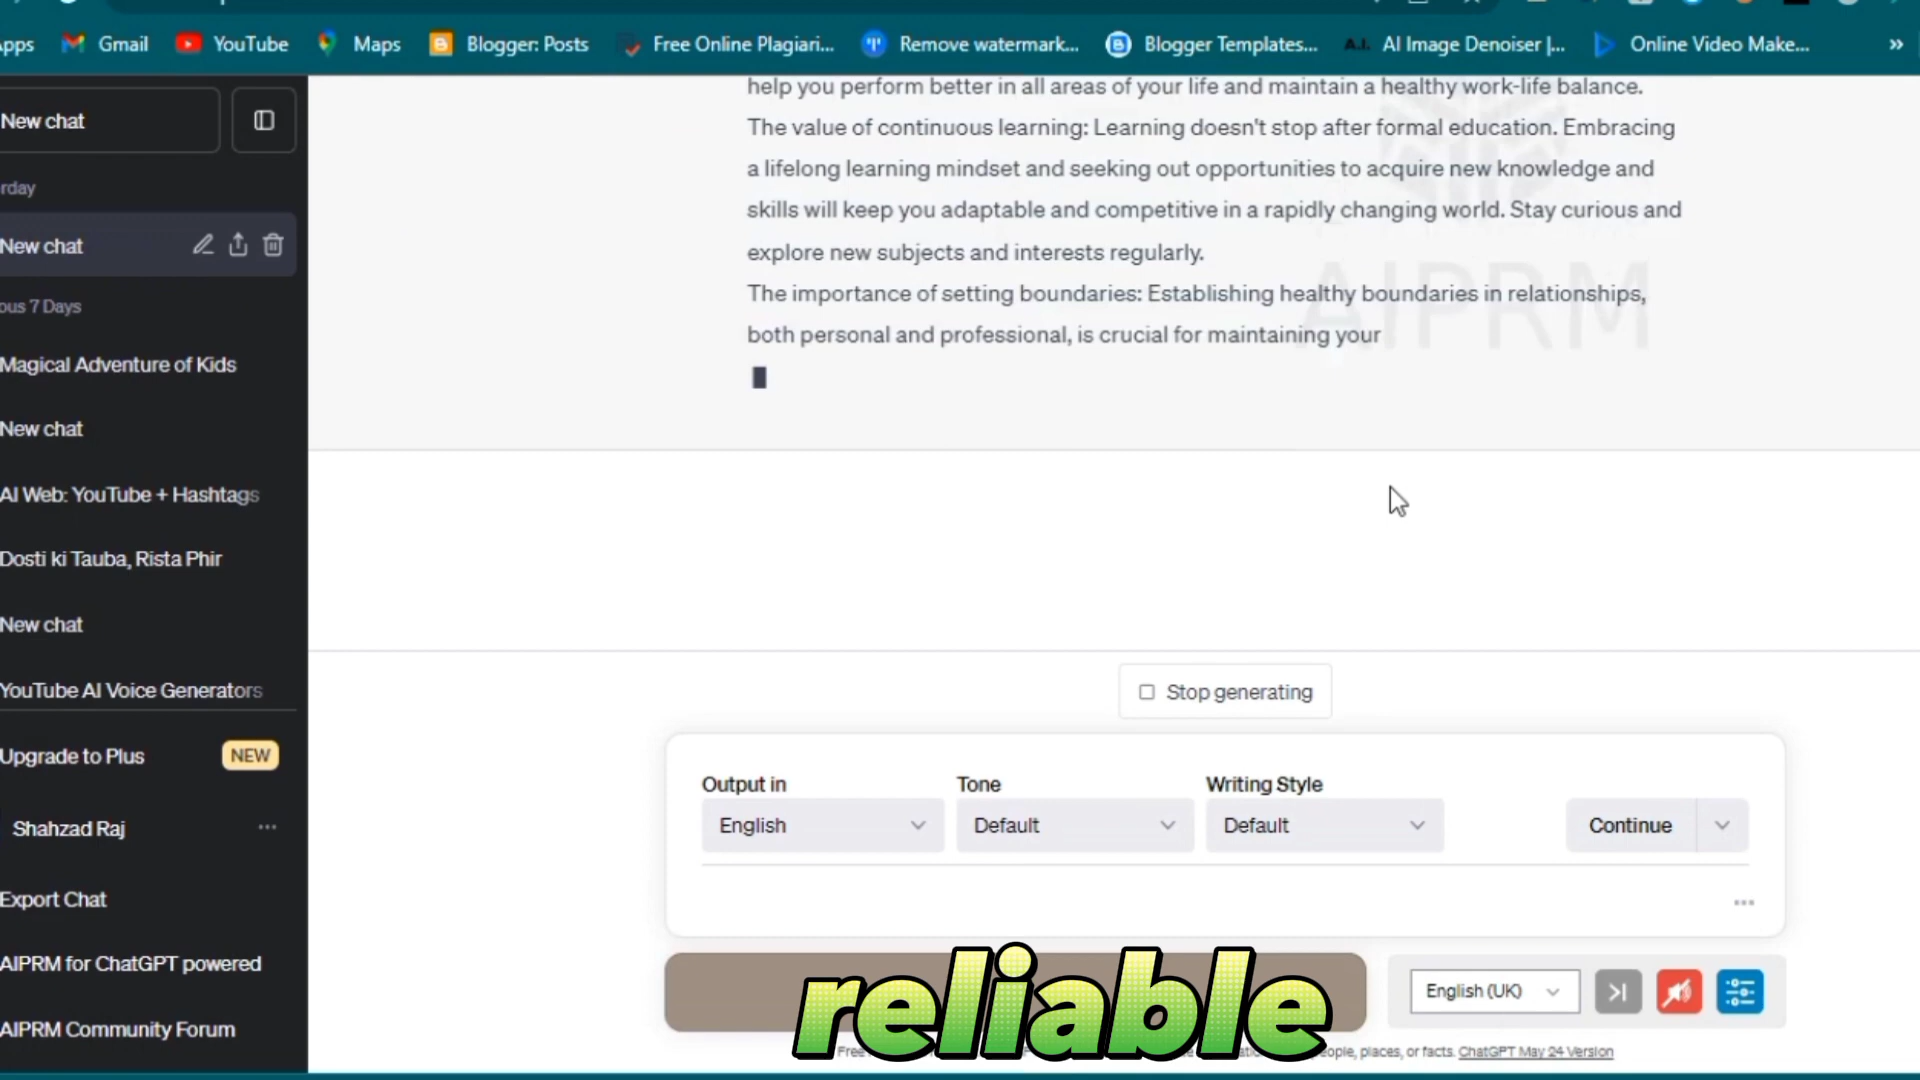 pps Gmail YouTube Maps Blogger: Posts Free Online Plagiari... Remove watermark... Blogger Templates... A.I. AI Image Denoiser |... Online Video Make... »
New chat
rday
New chat
ous 7 Days
Magical Adventure of Kids
New chat
AI Web: YouTube + Hashtags
Dosti ki Tauba, Rista Phir
New chat
YouTube AI Voice Generators
Upgrade to Plus NEW
Shahzad Raj
Export Chat
AIPRM for ChatGPT powered
AIPRM Community Forum
help you perform better in all areas of your life and maintain a healthy work-life balance.
The value of continuous learning: Learning doesn't stop after formal education. Embracing
a lifelong learning mindset and seeking out opportunities to acquire new knowledge and
skills will keep you adaptable and competitive in a rapidly changing world. Stay curious and
explore new subjects and interests regularly.
The importance of setting boundaries: Establishing healthy boundaries in relationships,
both personal and professional, is crucial for maintaining your
AIPRM
Stop generating
Output in Tone Writing Style
English Default Default Continue
reliable
English (UK)
Free people, places, or facts. ChatGPT May 24 Version